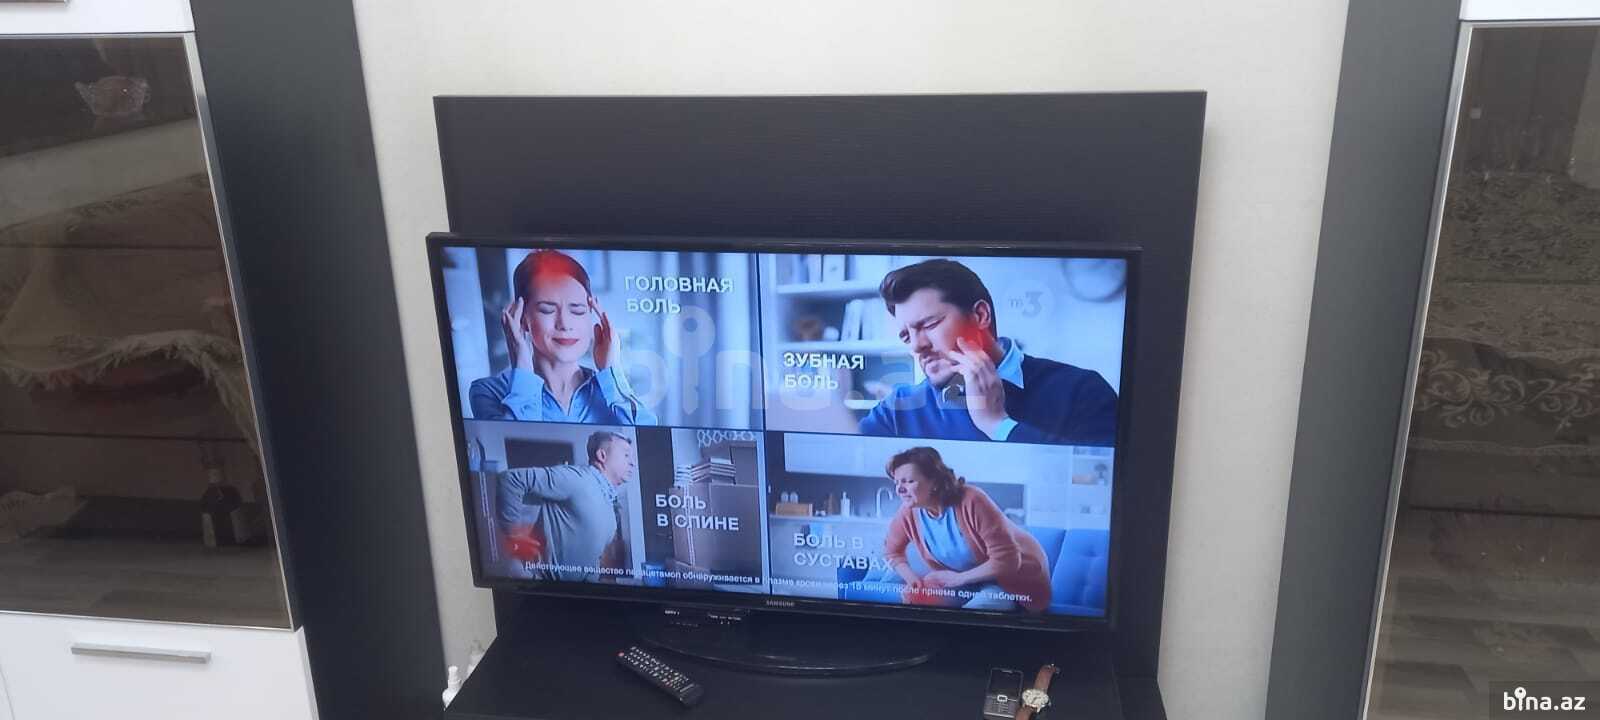 ГОЛОВНАЯ
БОЛЬ
ТВ3
ЗУБНАЯ
БОЛЬ
bina.az
БОЛЬ
В СПИНЕ
БОЛЬ В
СУСТАВАХ
Действующее вещество парацетамол обнаруживается в плазме крови через 15 минут после приема одной таблетки.
SAMSUNG
bina.az